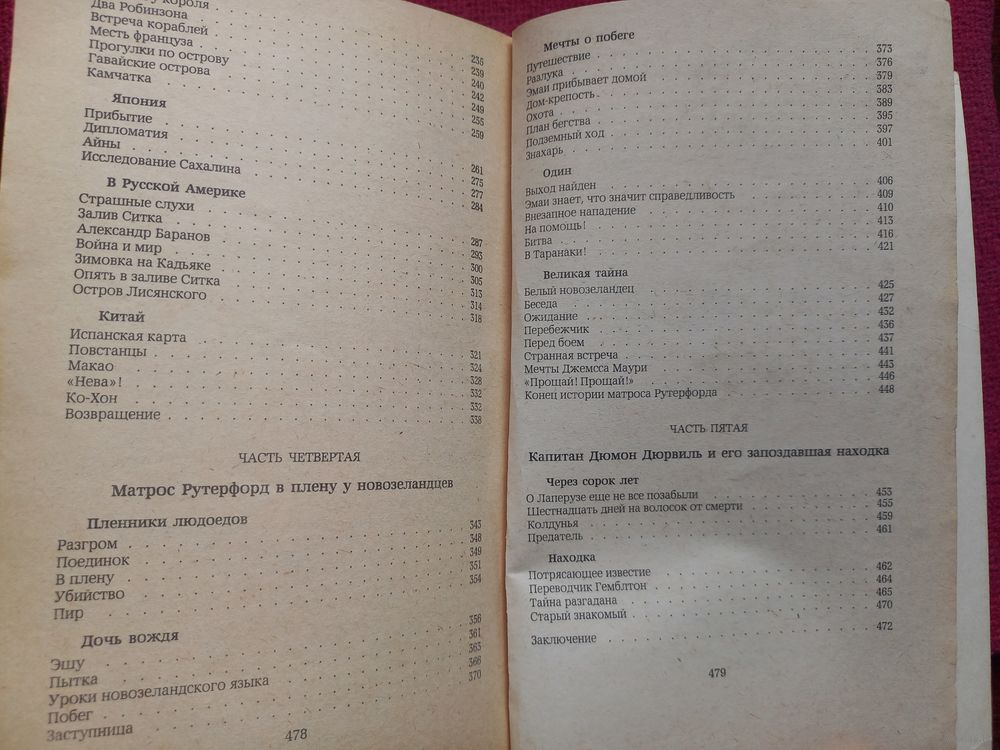 короля 236
Два Робинзона 239
Встреча кораблей 240
Месть француза 242
Прогулки по острову 249
Гавайские острова 255
Камчатка 259
Япония
Прибытие 261
Дипломатия 275
Айны 277
Исследование Сахалина 284
В Русской Америке
Страшные слухи 287
Залив Ситка 293
Александр Баранов 300
Война и мир 305
Зимовка на Кадьяке 313
Опять в заливе Ситка 314
Остров Лисянского 318
Китай
Испанская карта 321
Повстанцы 324
Макао 328
«Нева»! 332
Ко-Хон 332
Возвращение 338
ЧАСТЬ ЧЕТВЕРТАЯ
Матрос Рутерфорд в плену у новозеландцев
Пленники людоедов
Разгром 343
Поединок 348
В плену 349
Убийство 351
Пир 354
Дочь вождя
Эшу 356
Пытка 361
Уроки новозеландского языка 363
Побег 366
Заступница 370
478
Мечты о побеге
Путешествие 373
Разлука 376
Эмаи прибывает домой 379
Дом-крепость 383
Охота 389
План бегства 395
Подземный ход 397
Знахарь 401
Один
Выход найден 406
Эмаи знает, что значит справедливость 409
Внезапное нападение 410
На помощь! 413
Битва 416
В Таранаки! 421
Великая тайна
Белый новозеландец 425
Беседа 427
Ожидание 432
Перебежчик 436
Перед боем 437
Странная встреча 441
Мечты Джемсса Маури 443
«Прощай! Прощай!» 446
Конец истории матроса Рутерфорда 448
ЧАСТЬ ПЯТАЯ
Капитан Дюмон Дюрвиль и его запоздавшая находка
Через сорок лет
О Лаперузе еще не все позабыли 453
Шестнадцать дней на волосок от смерти 455
Колдунья 459
Предатель 461
Находка
Потрясающее известие 462
Переводчик Гемблтон 464
Тайна разгадана 465
Старый знакомый 470
Заключение 472
479